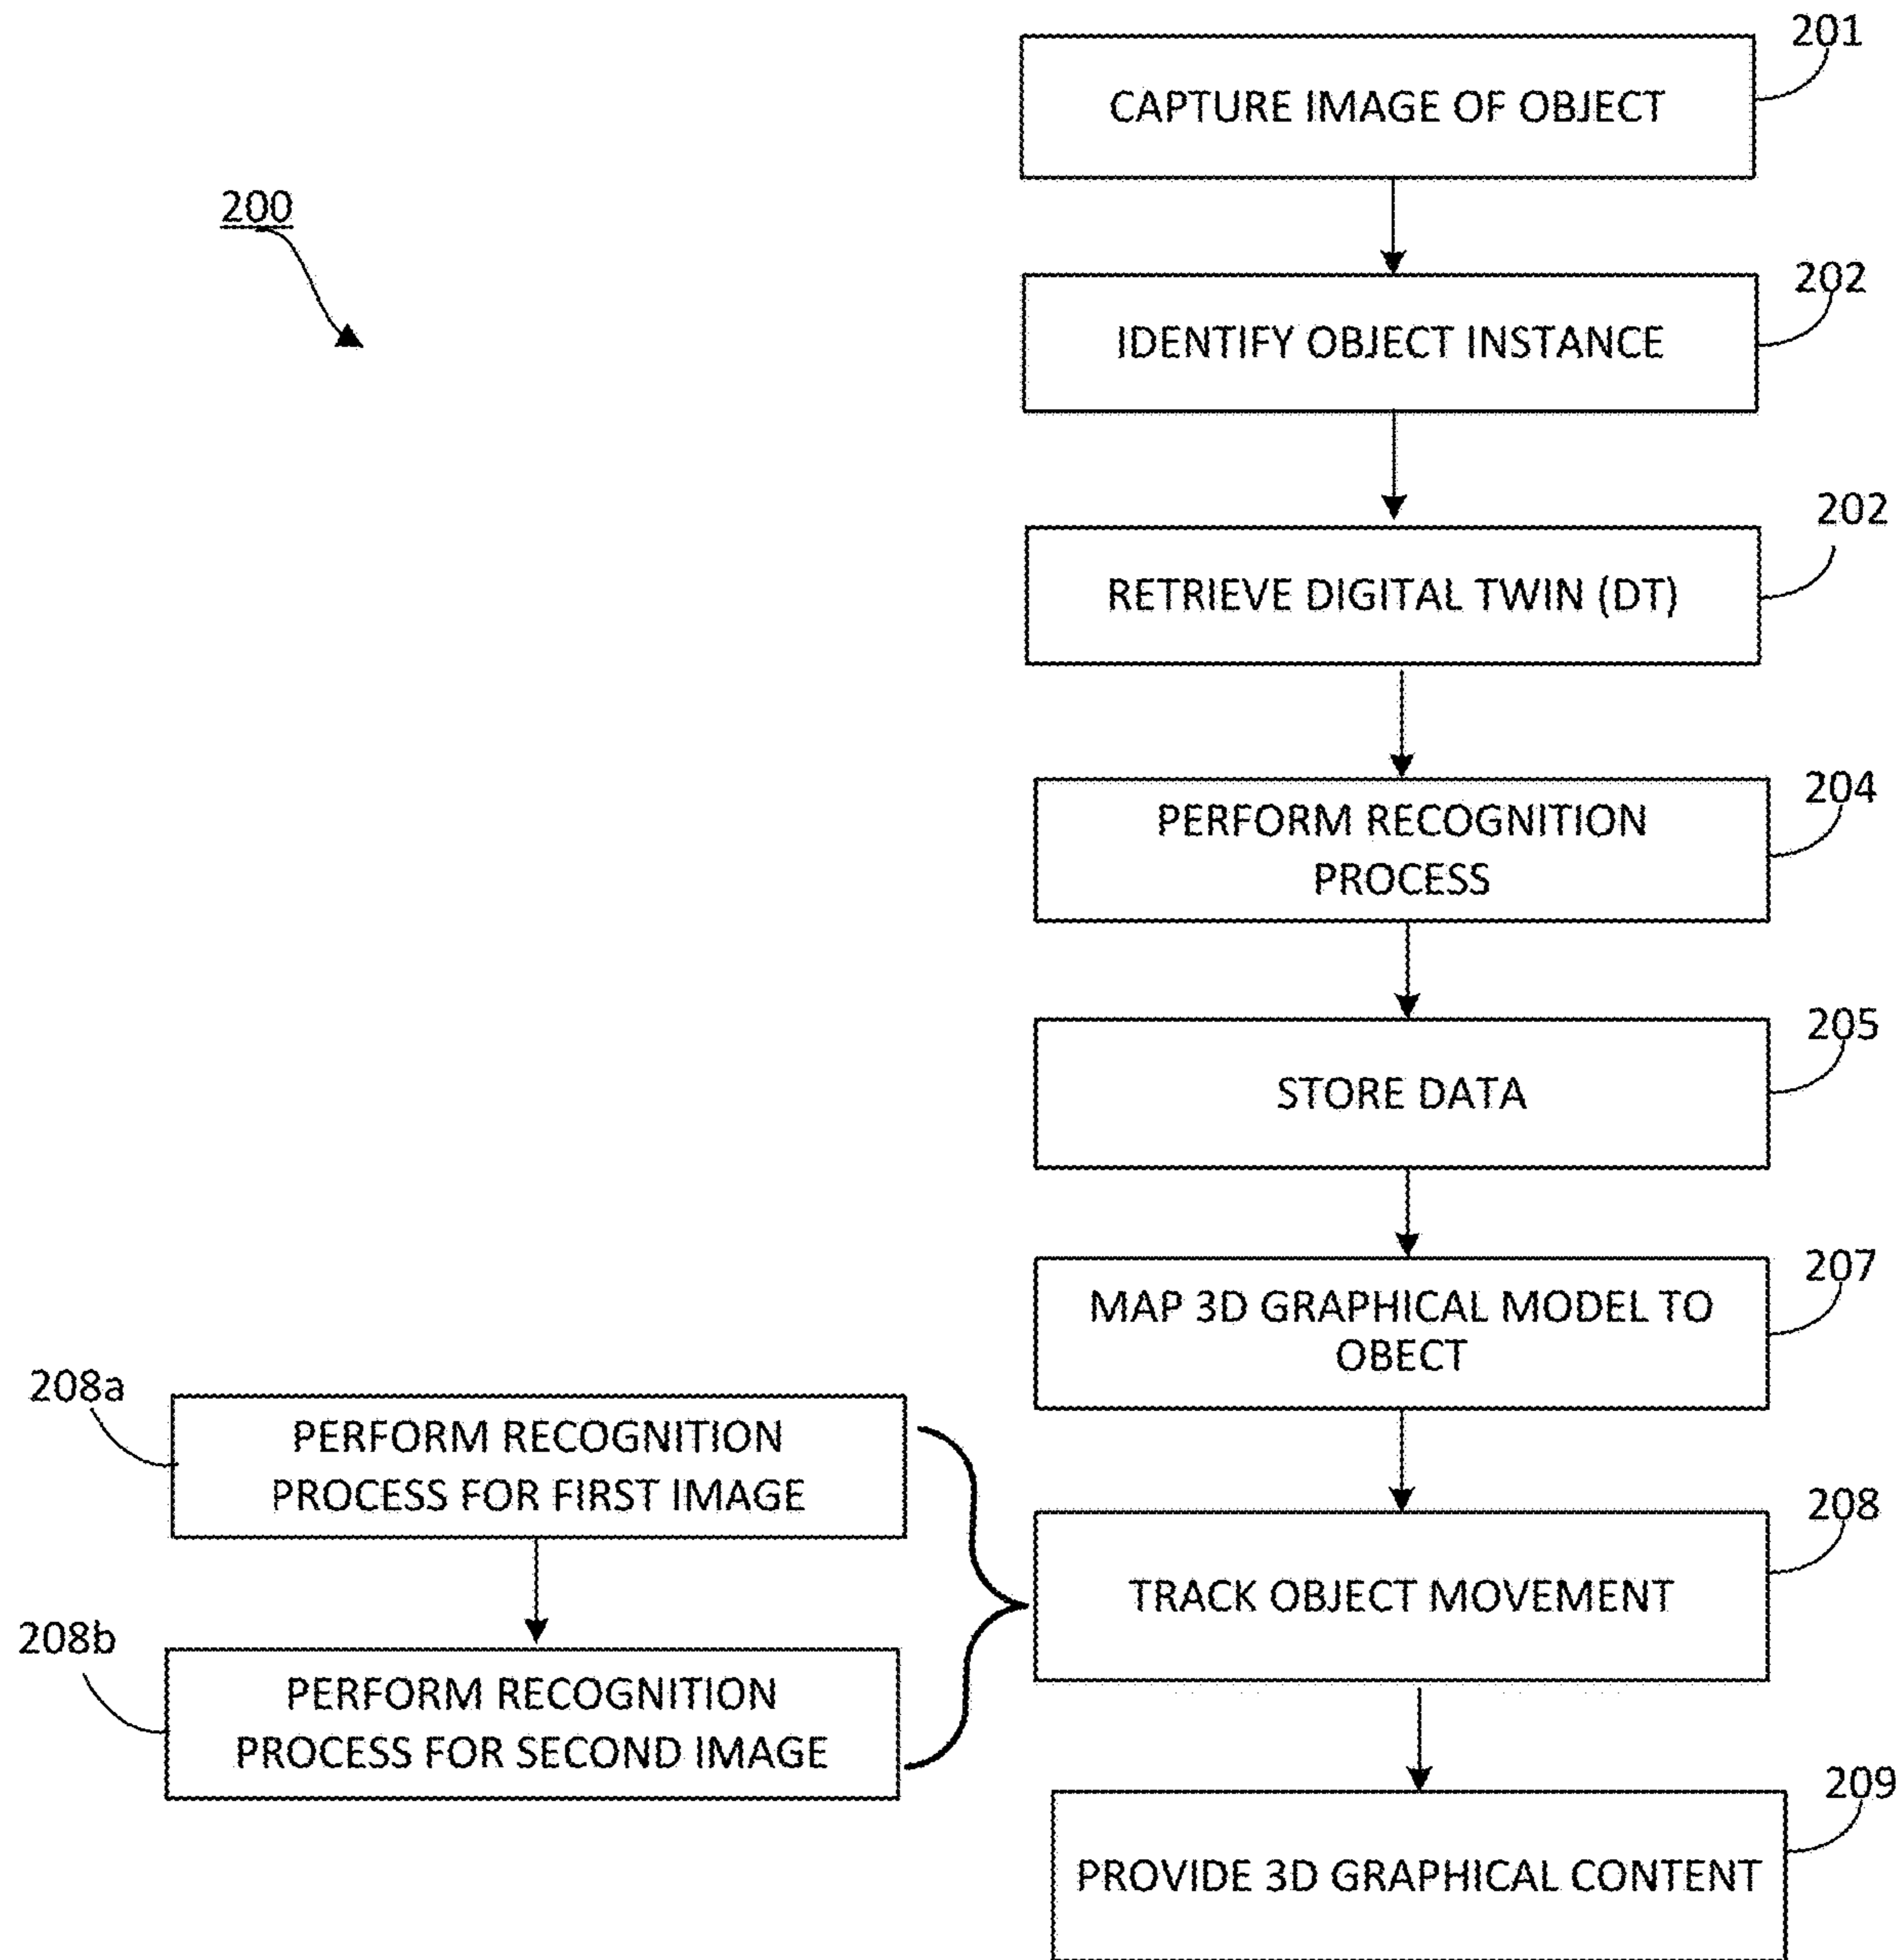 201
CAPTURE IMAGE OF OBJECT
200
202
IDENTIFY OBJECT INSTANCE
202
RETRIEVE DIGITAL TWIN (DT)
204
PERFORM RECOGNITION
PROCESS
205
STORE DATA
207
MAP 3D GRAPHICAL MODEL TO
OBECT
208a
PERFORM RECOGNITION
PROCESS FOR FIRST IMAGE
208
TRACK OBJECT MOVEMENT
208b
PERFORM RECOGNITION
PROCESS FOR SECOND IMAGE
209
PROVIDE 3D GRAPHICAL CONTENT